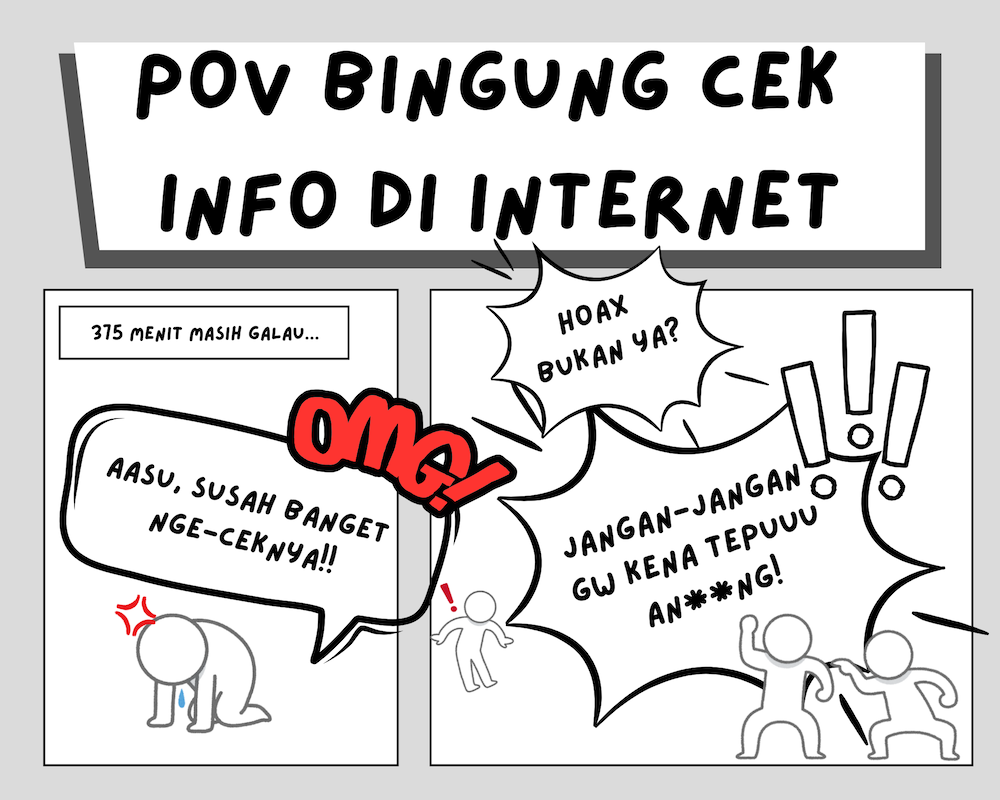 POV BINGUNG CEK
INFO DI INTERNET
375 MENIT MASIH GALAU...
OMG!
AASU, SUSAH BANGET
NGE-CEKNYA!!
HOAX
BUKAN YA?
!!!
JANGAN-JANGAN
GW KENA TEPUUU
AN**NG!
!